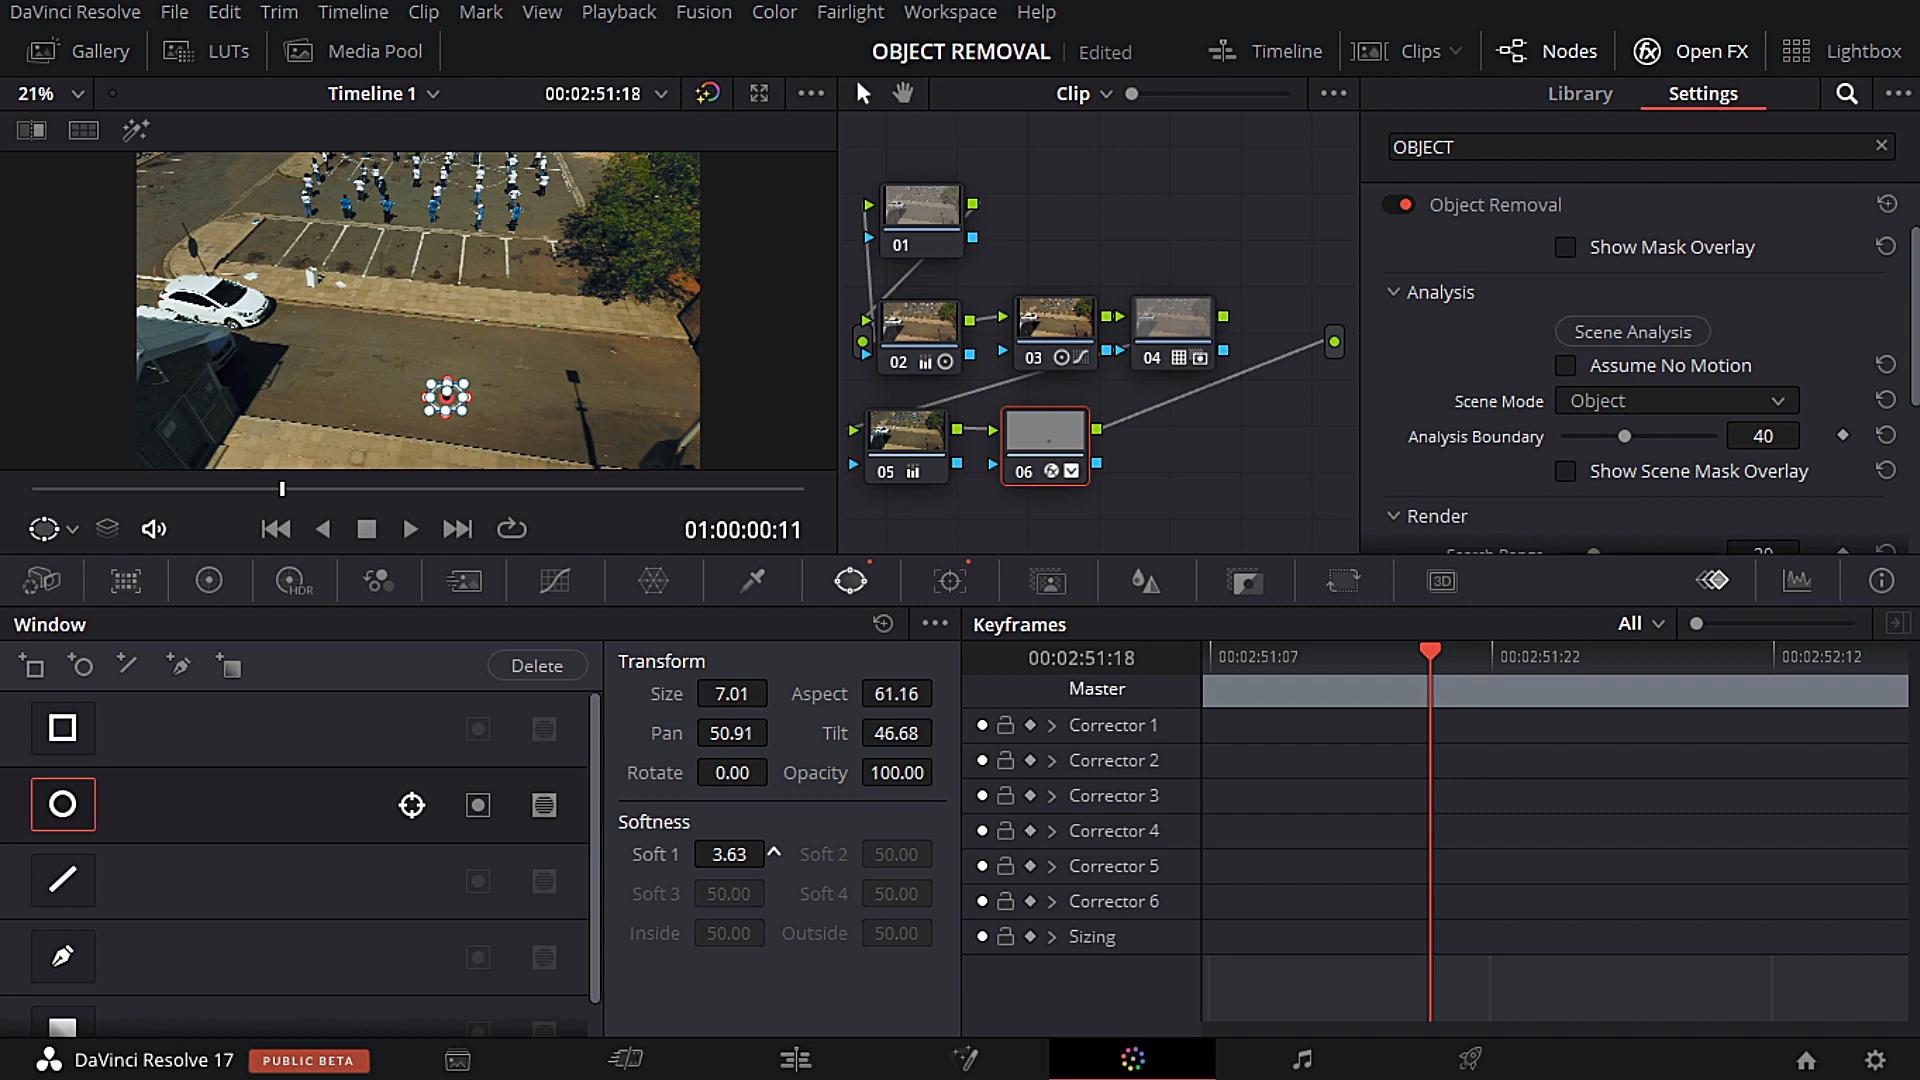 DaVinci Resolve File Edit Trim Timeline Clip Mark View Playback Fusion Color Fairlight Workspace Help
Gallery LUTs Media Pool OBJECT REMOVAL Edited Timeline Clips Nodes Open FX Lightbox
21% Timeline 1 00:02:51:18 Clip Library Settings
OBJECT
Object Removal
Show Mask Overlay
Analysis
Scene Analysis
Assume No Motion
Scene Mode Object
Analysis Boundary 40
Show Scene Mask Overlay
Render
Search Range 20
01
02
03
04
05
06
01:00:00:11
HDR
3D
Window
Delete
Transform
Size 7.01 Aspect 61.16
Pan 50.91 Tilt 46.68
Rotate 0.00 Opacity 100.00
Softness
Soft 1 3.63 Soft 2 50.00
Soft 3 50.00 Soft 4 50.00
Inside 50.00 Outside 50.00
Keyframes All
00:02:51:18 00:02:51:07 00:02:51:22 00:02:52:12
Master
Corrector 1
Corrector 2
Corrector 3
Corrector 4
Corrector 5
Corrector 6
Sizing
DaVinci Resolve 17 PUBLIC BETA